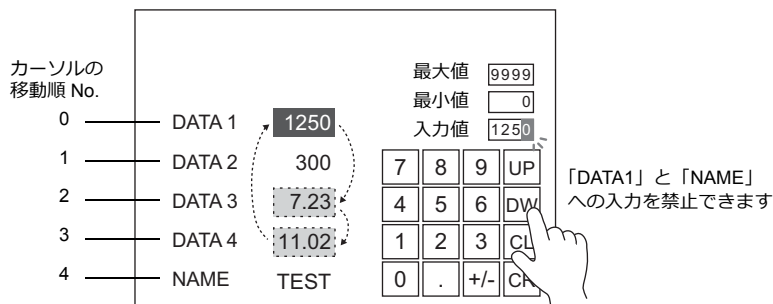 カーソルの
移動順 No.
最大値 9999
最小値 0
入力値 1250
0 DATA 1 1250
1 DATA 2 300
2 DATA 3 7.23
3 DATA 4 11.02
4 NAME TEST
7 8 9 UP
4 5 6 DW
1 2 3 CL
0 . +/- CR
「DATA1」と「NAME」
への入力を禁止できます